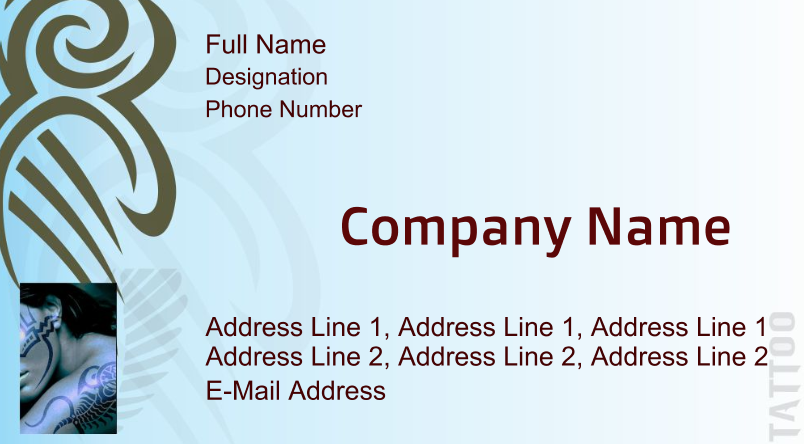 Full Name
Designation
Phone Number
Company Name
Address Line 1, Address Line 1, Address Line 1
Address Line 2, Address Line 2, Address Line 2
E-Mail Address
TATTOO